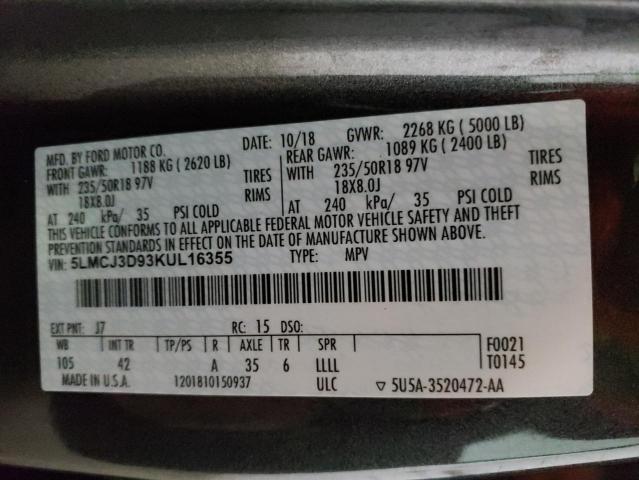 MFD. BY FORD MOTOR CO. DATE: 10/18 GVWR: 2268 KG ( 5000 LB)
FRONT GAWR: 1188 KG ( 2620 LB) REAR GAWR: 1089 KG ( 2400 LB)
WITH 235/50R18 97V TIRES WITH 235/50R18 97V TIRES
18X8.0J RIMS 18X8.0J RIMS
AT 240 kPa/ 35 PSI COLD AT 240 kPa/ 35 PSI COLD
THIS VEHICLE CONFORMS TO ALL APPLICABLE FEDERAL MOTOR VEHICLE SAFETY AND THEFT
PREVENTION STANDARDS IN EFFECT ON THE DATE OF MANUFACTURE SHOWN ABOVE.
VIN: 5LMCJ3D93KUL16355 TYPE: MPV
EXT PNT: J7 RC: 15 DSO:
WB INT TR TP/PS R AXLE TR SPR F0021
105 42 A 35 6 LLLL T0145
MADE IN U.S.A. 1201810150937 ULC ▽ 5U5A-3520472-AA